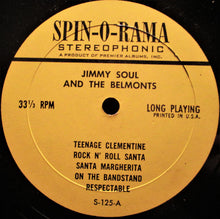 SPIN-O-RAMA
STEREOPHONIC
A PRODUCT OF PREMIER ALBUMS, INC.
JIMMY SOUL
AND THE BELMONTS
33⅓ RPM
LONG PLAYING
PRINTED IN U.S.A.
TEENAGE CLEMENTINE
ROCK N' ROLL SANTA
SANTA MARGHERITA
ON THE BANDSTAND
RESPECTABLE
S-125-A